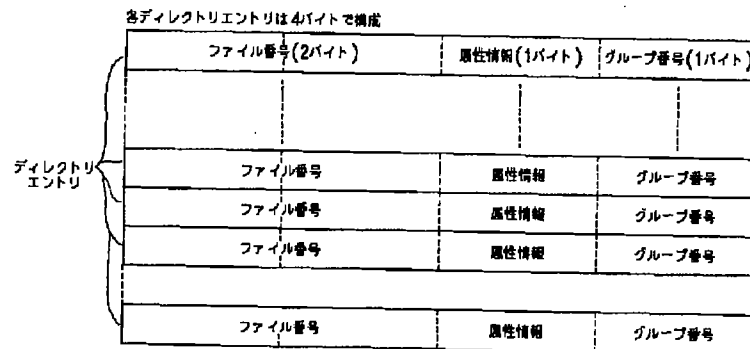 各ディレクトリエントリは4バイトで構成
ファイル番号(2バイト) 属性情報(1バイト) グループ番号(1バイト)
ディレクトリ
エントリ
ファイル番号 属性情報 グループ番号
ファイル番号 属性情報 グループ番号
ファイル番号 属性情報 グループ番号
ファイル番号 属性情報 グループ番号